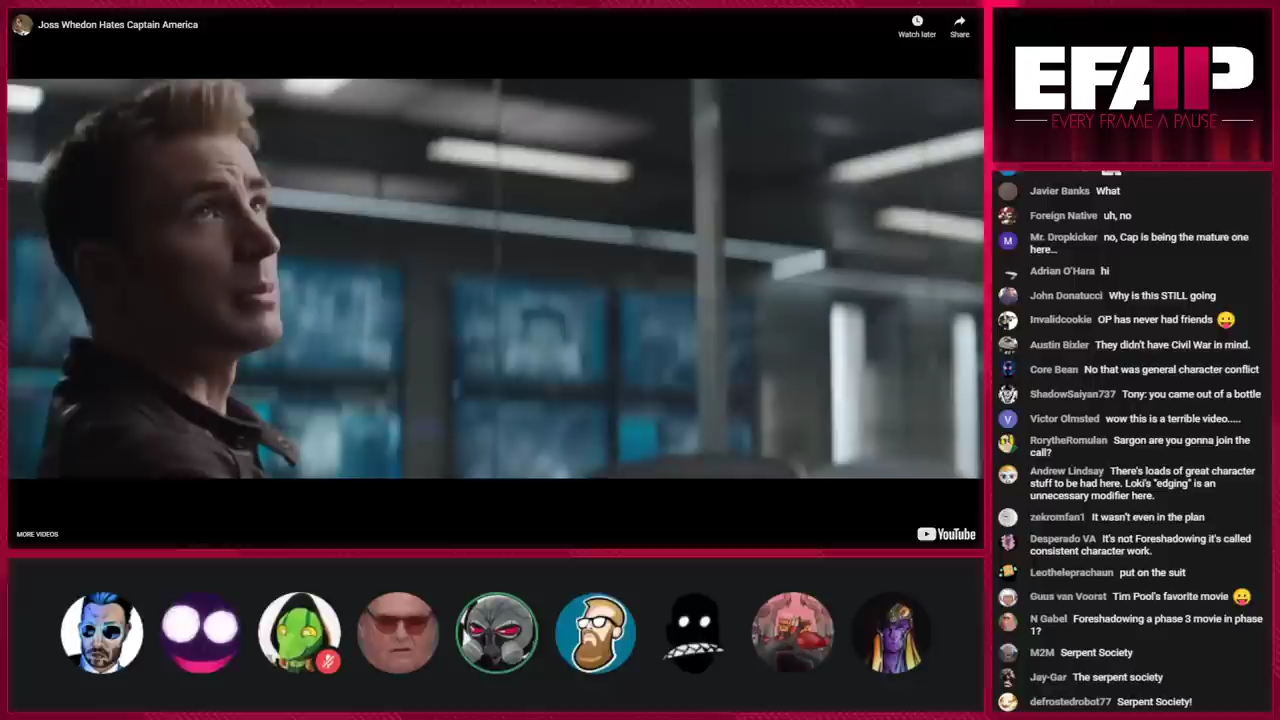 Joss Whedon Hates Captain America
Watch later
Share
MORE VIDEOS
YouTube
EFAP
EVERY FRAME A PAUSE
Javier Banks What
Foreign Native uh, no
M
Mr. Dropkicker no, Cap is being the mature one
here...
Adrian O'Hara hi
John Donatucci Why is this STILL going
Invalidcookie OP has never had friends 😛
Austin Bixler They didn't have Civil War in mind.
Core Bean No that was general character conflict
ShadowSaiyan737 Tony: you came out of a bottle
V
Victor Olmsted wow this is a terrible video.....
RorytheRomulan Sargon are you gonna join the
call?
Andrew Lindsay There's loads of great character
stuff to be had here. Loki's "edging" is an
unnecessary modifier here.
zekromfan1 It wasn't even in the plan
Desperado VA It's not Foreshadowing it's called
consistent character work.
Leotheleprachaun put on the suit
Guus van Voorst Tim Pool's favorite movie 😛
N Gabel Foreshadowing a phase 3 movie in phase
1?
M2M Serpent Society
Jay-Gar The serpent society
defrostedrobot77 Serpent Society!